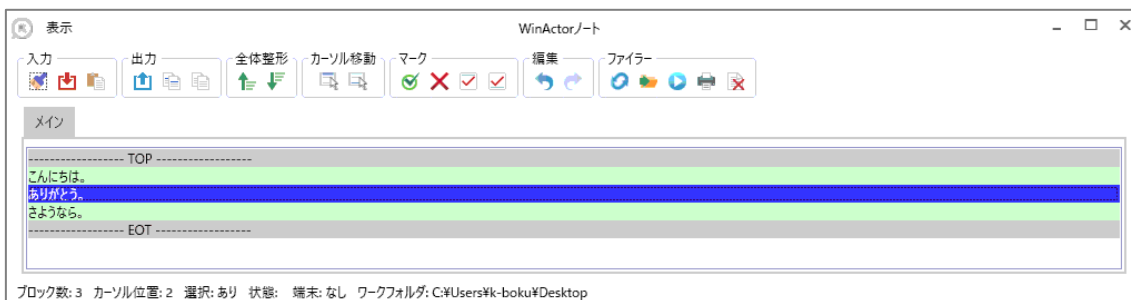 表示 WinActorノート
入力 出力 全体整形 カーソル移動 マーク 編集 ファイラー
メイン
------------------ TOP ------------------
こんにちは。
ありがとう。
さようなら。
------------------ EOT ------------------
ブロック数: 3 カーソル位置: 2 選択: あり 状態: 端末: なし ワークフォルダ: C:¥Users¥k-boku¥Desktop